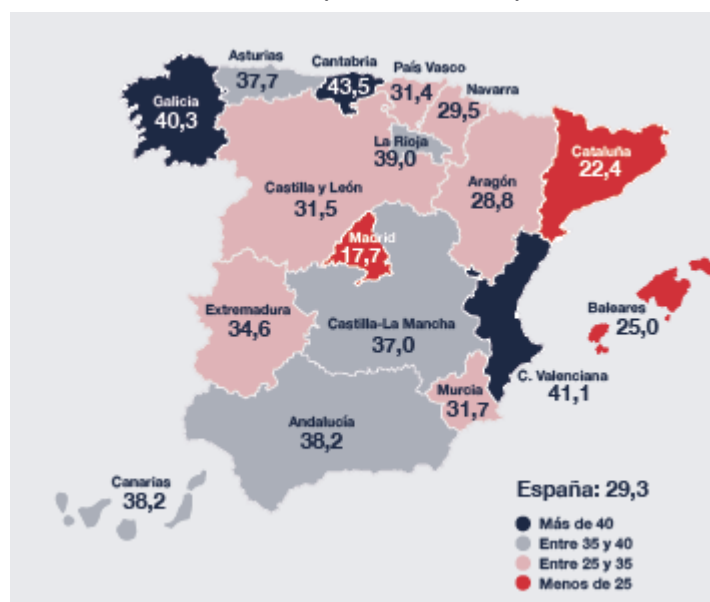 Asturias
37,7
Cantabria
43,5
País Vasco
31,4
Navarra
29,5
Galicia
40,3
La Rioja
39,0
Cataluña
22,4
Castilla y León
31,5
Aragón
28,8
Madrid
17,7
Baleares
25,0
Extremadura
34,6
Castilla-La Mancha
37,0
C. Valenciana
41,1
Murcia
31,7
Andalucía
38,2
Canarias
38,2
España: 29,3
Más de 40
Entre 35 y 40
Entre 25 y 35
Menos de 25